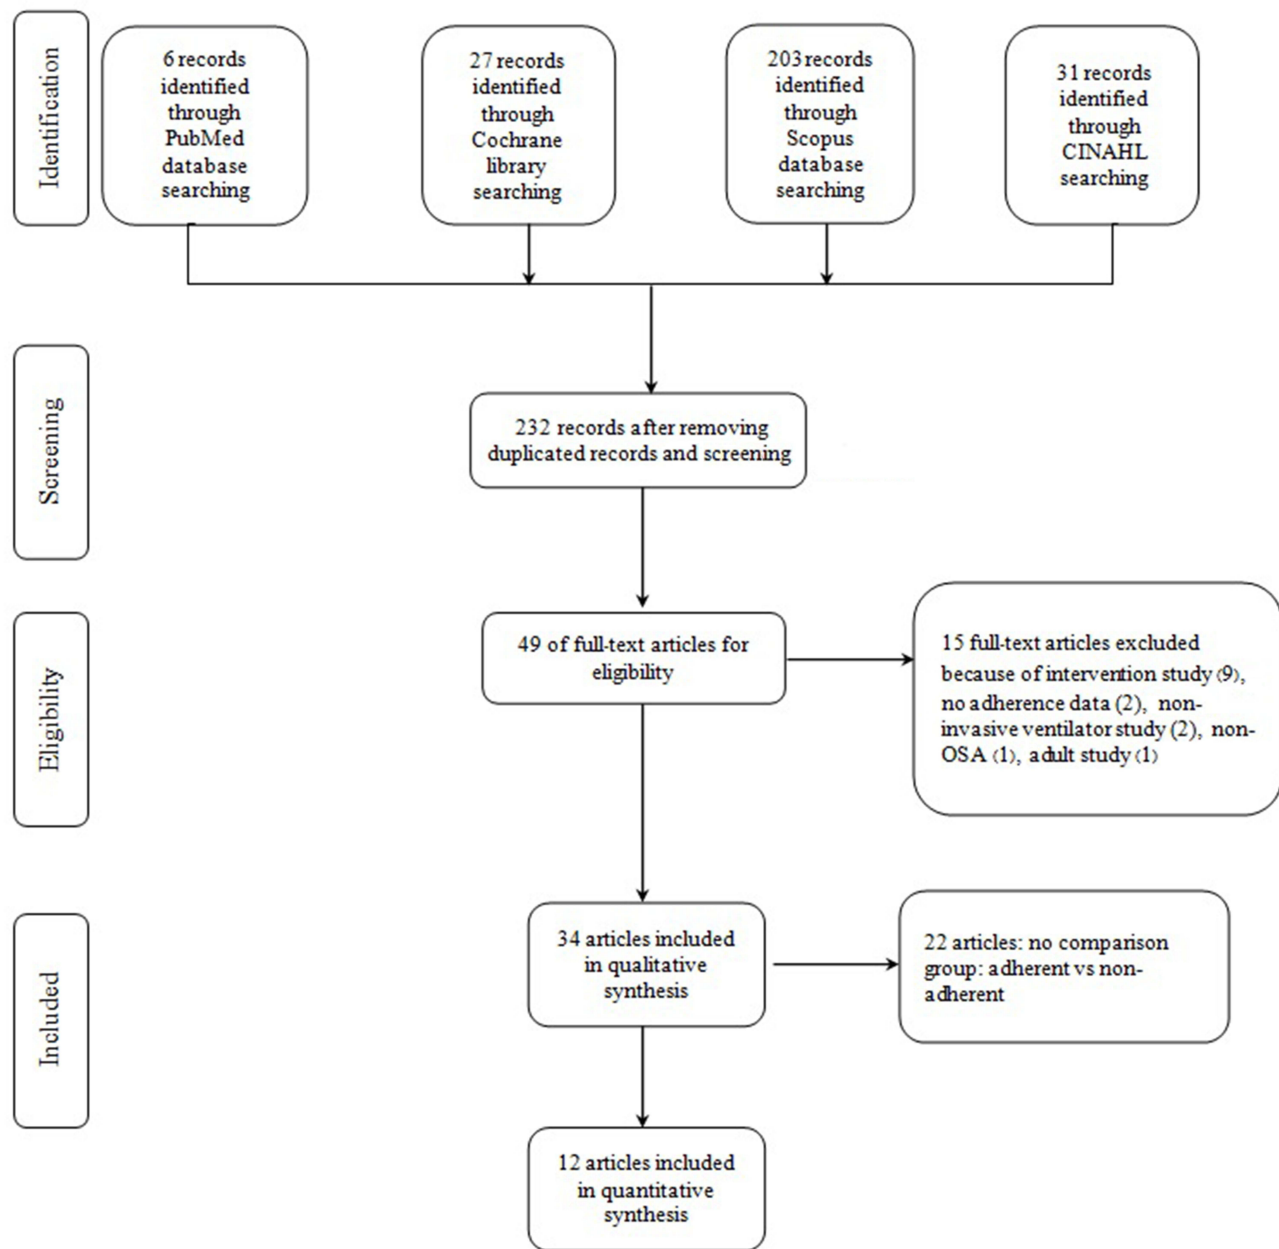 Identification
6 records
identified
through
PubMed
database
searching
27 records
identified
through
Cochrane
library
searching
203 records
identified
through
Scopus
database
searching
31 records
identified
through
CINAHL
searching
Screening
232 records after removing
duplicated records and screening
Eligibility
49 of full-text articles for
eligibility
15 full-text articles excluded
because of intervention study (9),
no adherence data (2), non-
invasive ventilator study (2), non-
OSA (1), adult study (1)
Included
34 articles included
in qualitative
synthesis
22 articles: no comparison
group: adherent vs non-
adherent
12 articles included
in quantitative
synthesis